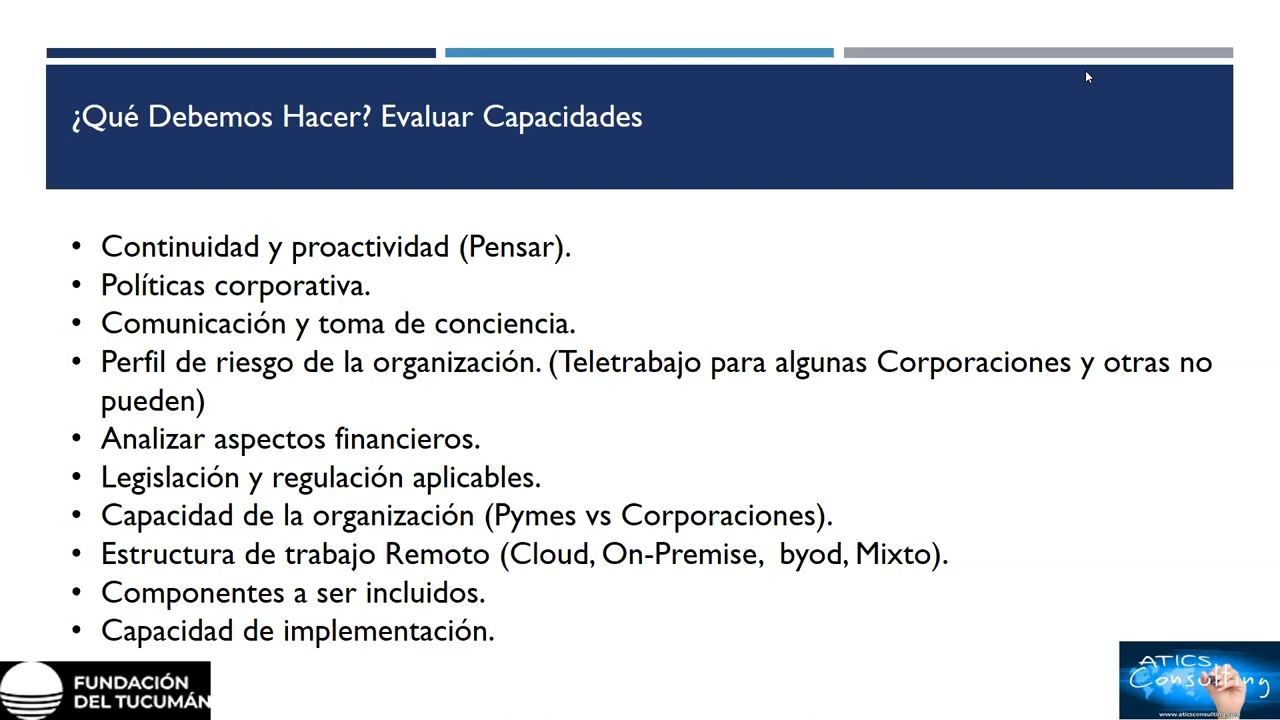 ¿Qué Debemos Hacer? Evaluar Capacidades
• Continuidad y proactividad (Pensar).
• Políticas corporativa.
• Comunicación y toma de conciencia.
• Perfil de riesgo de la organización. (Teletrabajo para algunas Corporaciones y otras no
pueden)
• Analizar aspectos financieros.
• Legislación y regulación aplicables.
• Capacidad de la organización (Pymes vs Corporaciones).
• Estructura de trabajo Remoto (Cloud, On-Premise, byod, Mixto).
• Componentes a ser incluidos.
• Capacidad de implementación.
FUNDACIÓN
DEL TUCUMÁN
ATICS
Consulting